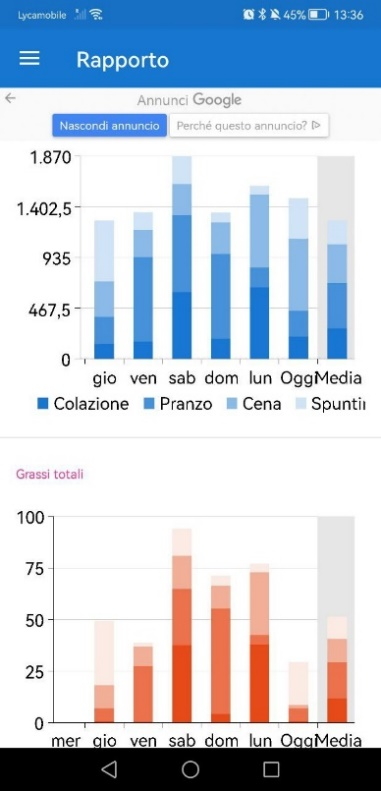 Lycamobile 45% 13:36
Rapporto
Annunci Google
Nascondi annuncio Perché questo annuncio?
1.870
1.402,5
935
467,5
0
gio ven sab dom lun Oggi Media
Colazione Pranzo Cena Spuntin
Grassi totali
100
75
50
25
0
mer gio ven sab dom lun Oggi Media